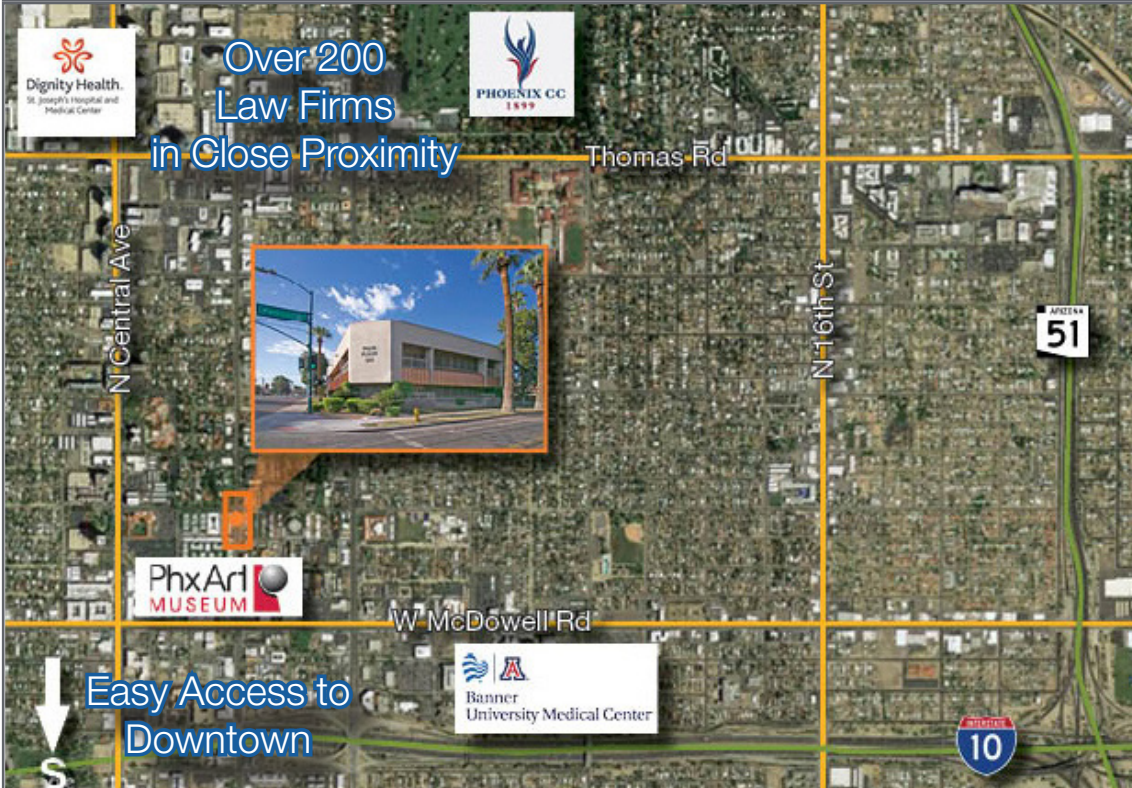 Dignity Health.
St. Joseph's Hospital and
Medical Center
Over 200
Law Firms
in Close Proximity
PHOENIX CC
1899
Thomas Rd
N Central Ave
N 16th St
ARIZONA
51
PhxArt
MUSEUM
W McDowell Rd
A
Banner
University Medical Center
Easy Access to
Downtown
S
INTERSTATE
10